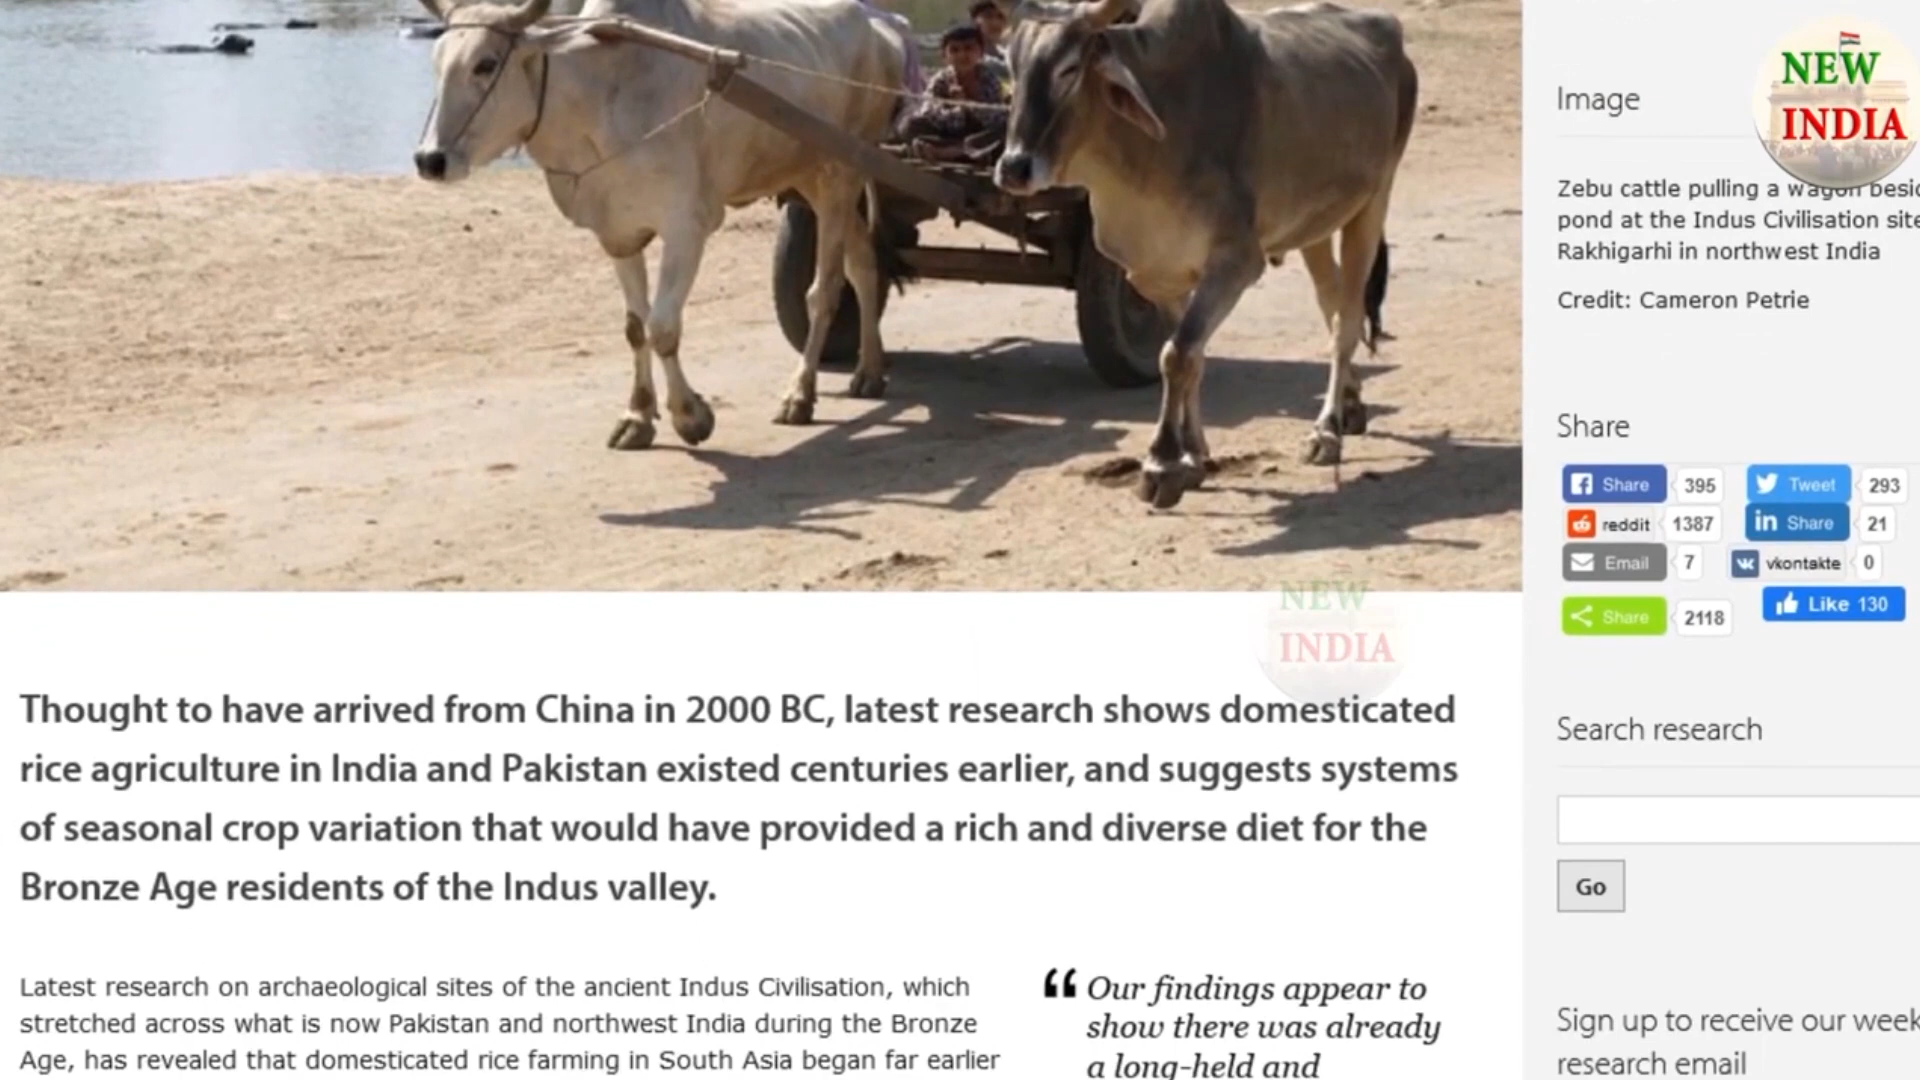 NEW
INDIA
Image
Zebu cattle pulling a wagon
pond at the Indus Civilisation
Rakhigarhi in northwest India
Credit: Cameron Petrie
Share
Share 395
Tweet 293
reddit 1387
in Share 21
Email 7
vkontakte 0
Share 2118
Like 130
NEW
INDIA
Thought to have arrived from China in 2000 BC, latest research shows domesticated
rice agriculture in India and Pakistan existed centuries earlier, and suggests systems
of seasonal crop variation that would have provided a rich and diverse diet for the
Bronze Age residents of the Indus valley.
Latest research on archaeological sites of the ancient Indus Civilisation, which
stretched across what is now Pakistan and northwest India during the Bronze
Age, has revealed that domesticated rice farming in South Asia began far earlier
“ Our findings appear to
show there was already
a long-held and
Search research
Go
Sign up to receive our
research email